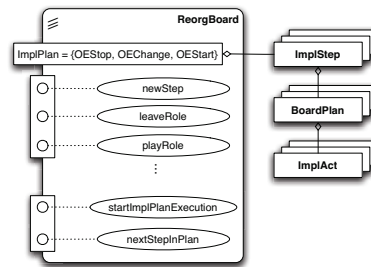 ReorgBoard
ImplPlan = {OEStop, OEChange, OEStart}
ImplStep
newStep
leaveRole
BoardPlan
playRole
ImplAct
startImplPlanExecution
nextStepInPlan